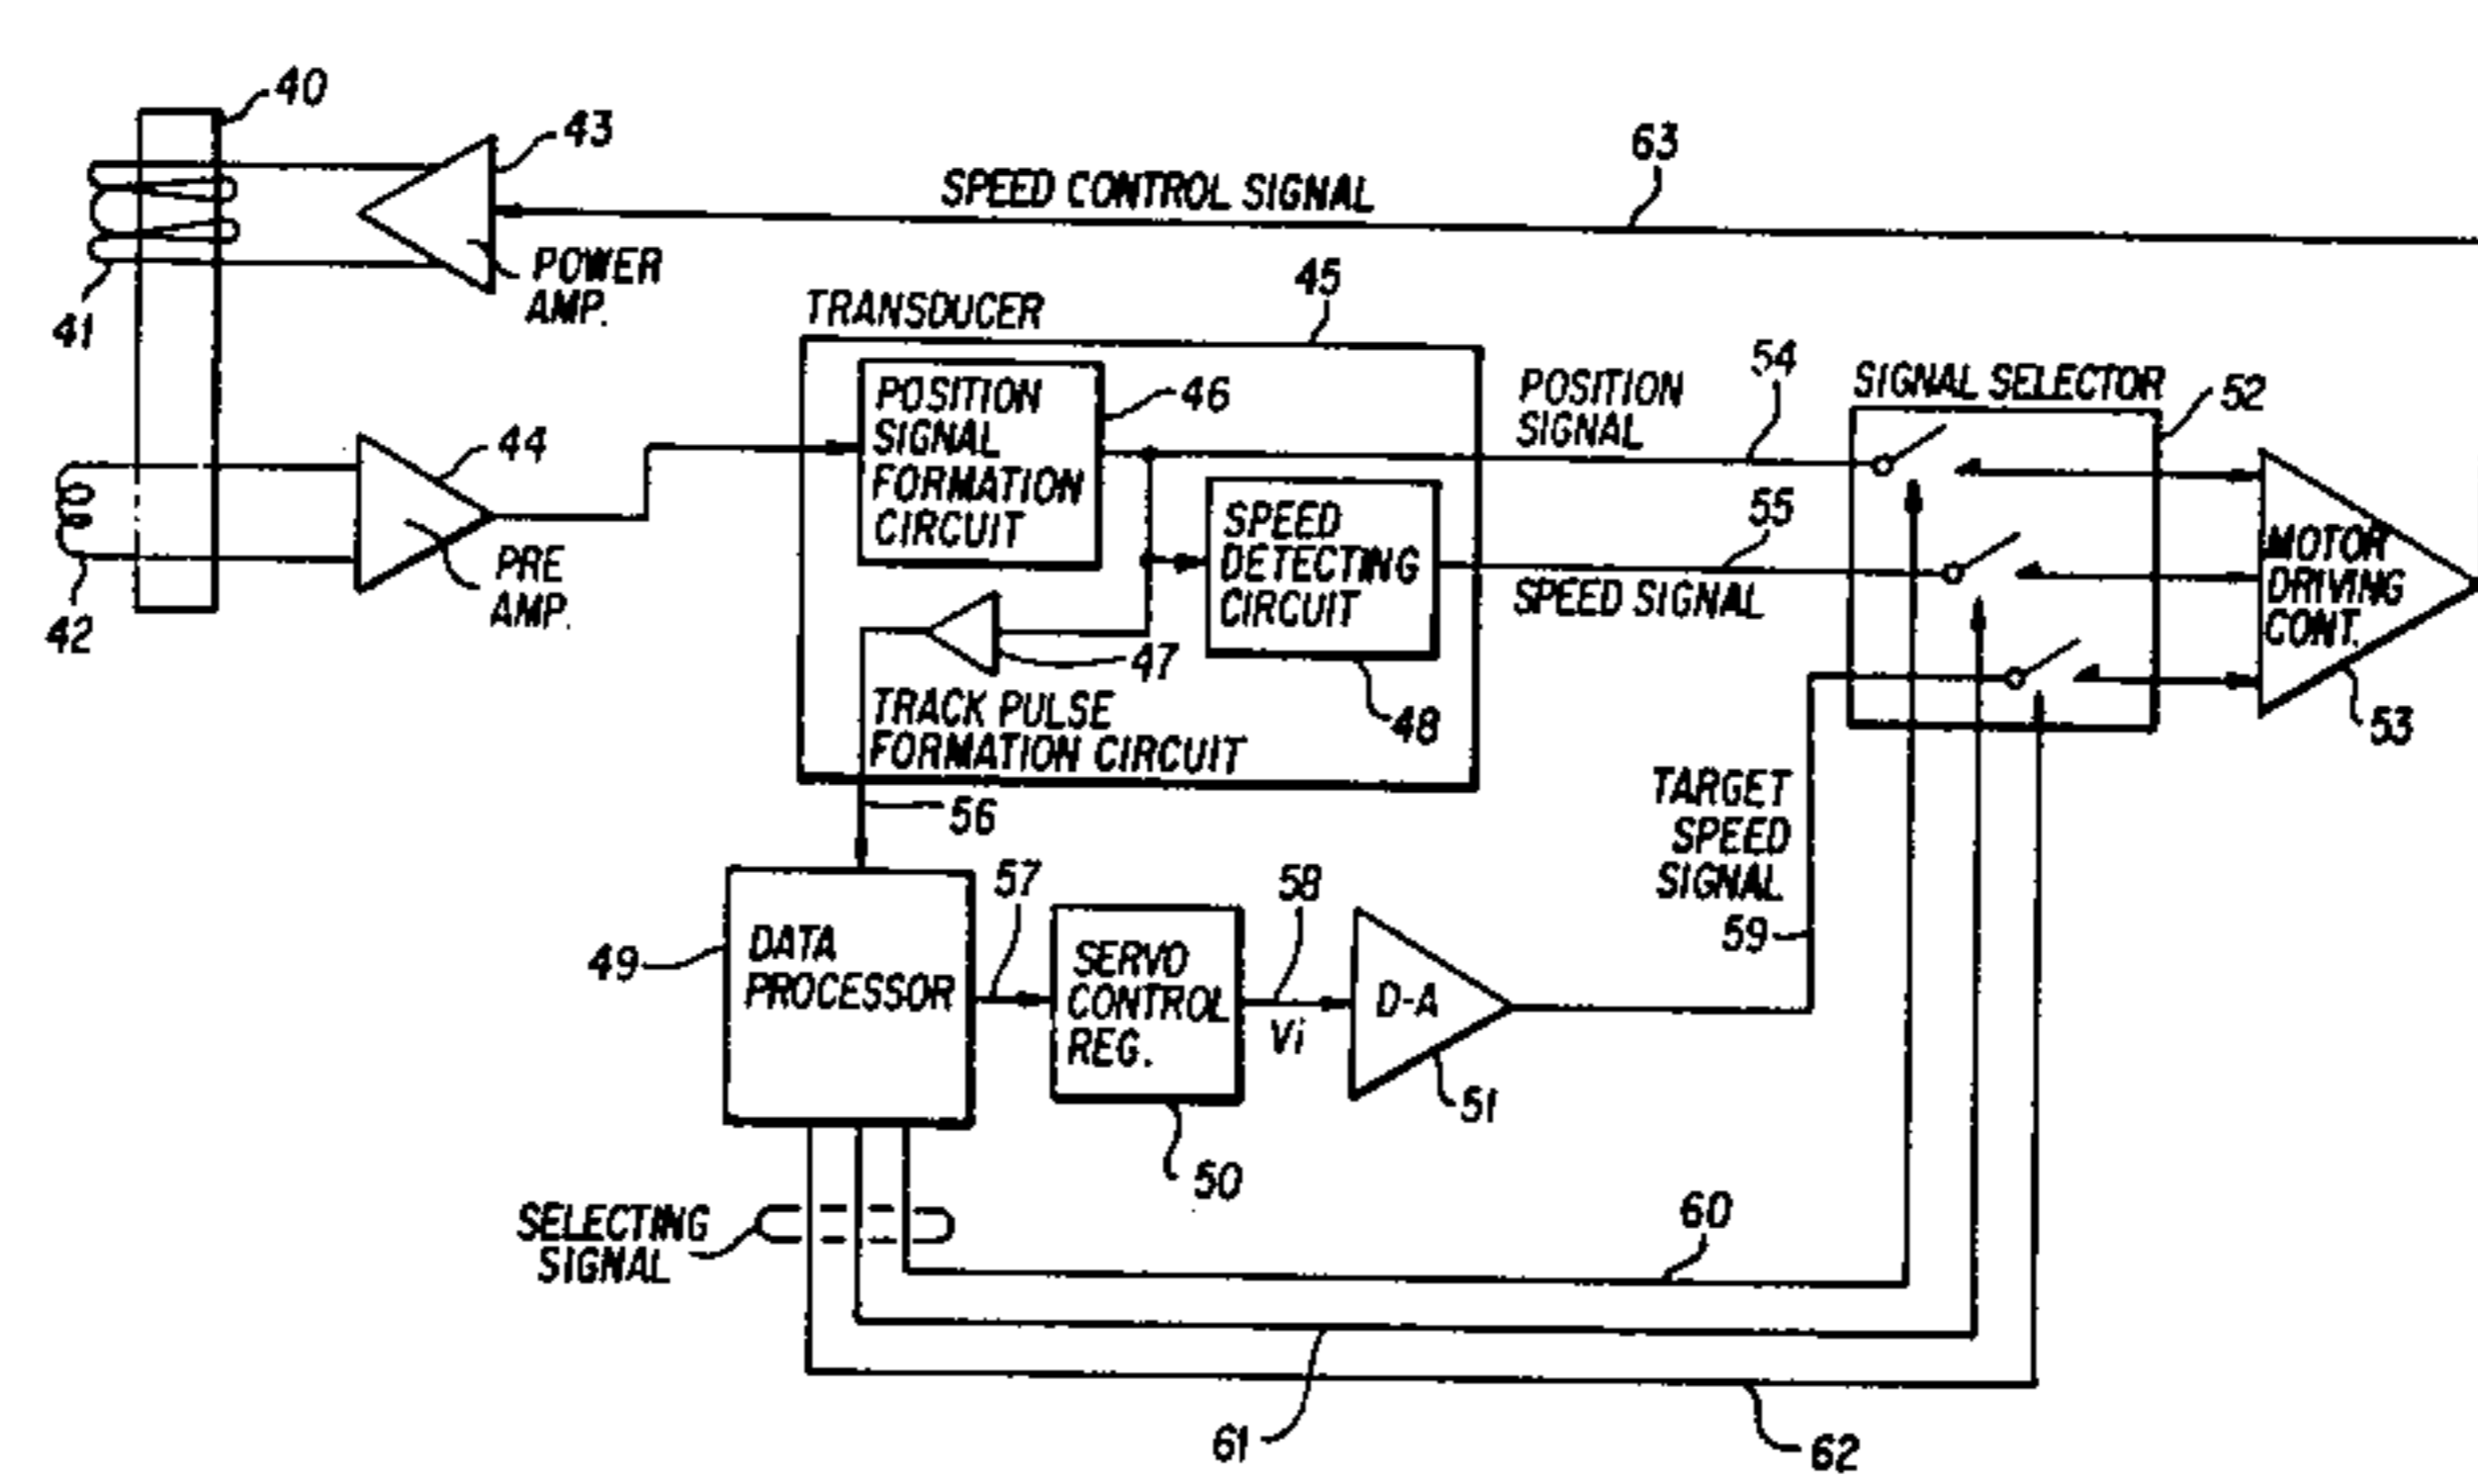 40
43
63
SPEED CONTROL SIGNAL
POWER
AMP.
41
45
TRANSDUCER
POSITION
SIGNAL
FORMATION
CIRCUIT
46
POSITION
SIGNAL
54
SIGNAL SELECTOR
52
44
PRE
AMP.
42
SPEED
DETECTING
CIRCUIT
55
SPEED SIGNAL
MOTOR
DRIVING
CONT.
47
48
53
TRACK PULSE
FORMATION CIRCUIT
56
TARGET
SPEED
SIGNAL
59
49
DATA
PROCESSOR
57
SERVO
CONTROL
REG.
58
Vi
D-A
51
50
SELECTING
SIGNAL
60
61
62